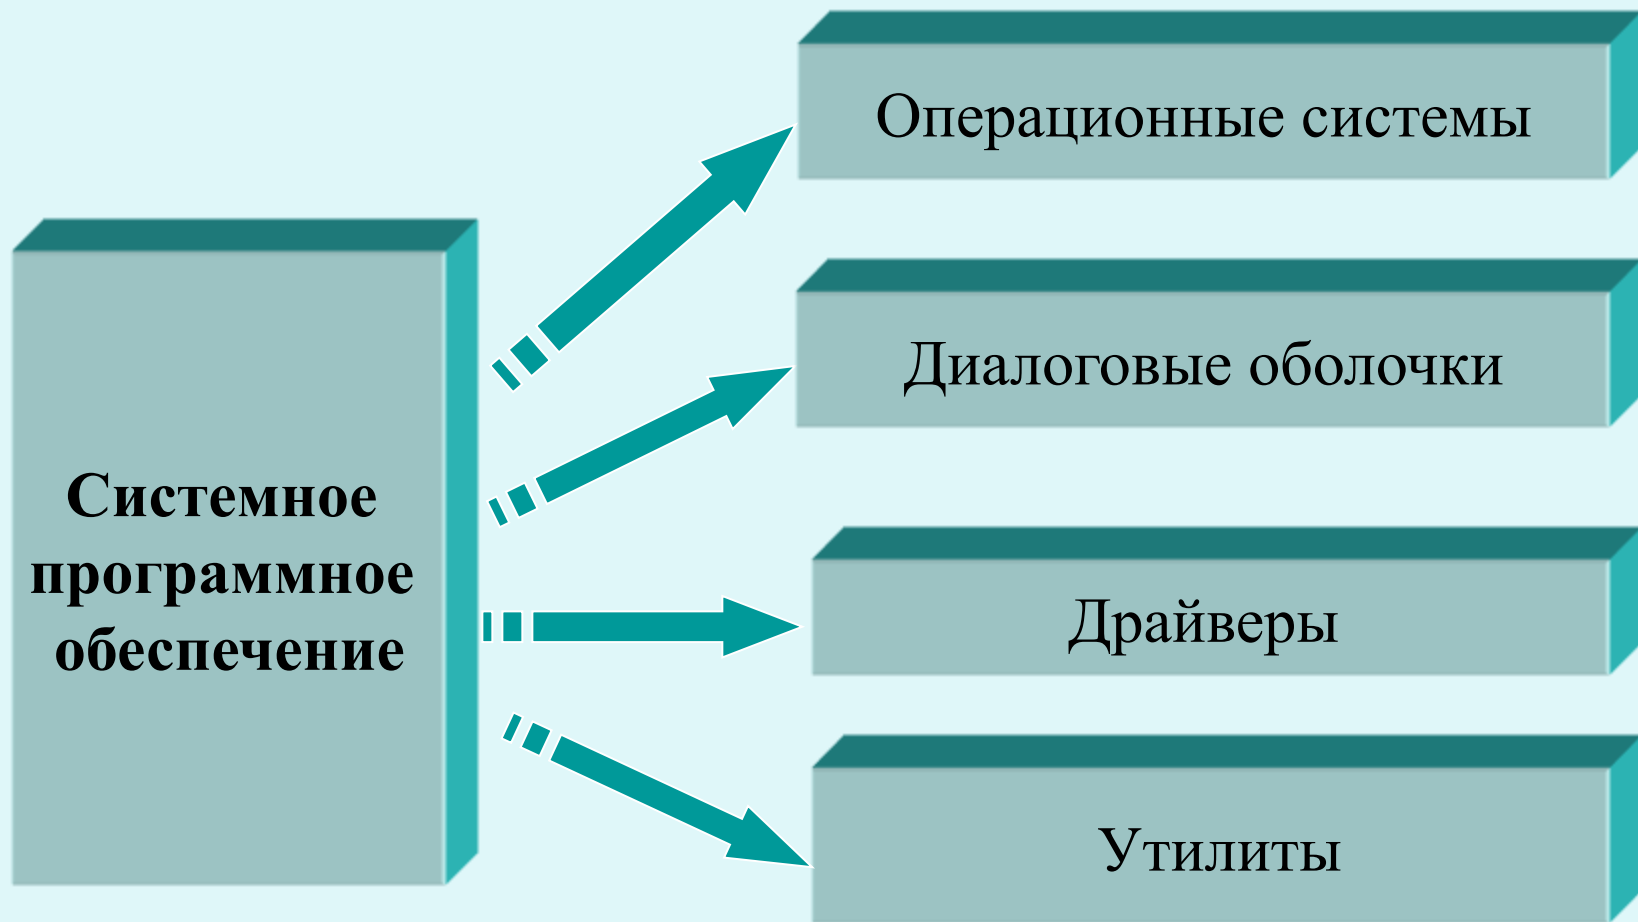 Системное
программное
обеспечение
Операционные системы
Диалоговые оболочки
Драйверы
Утилиты